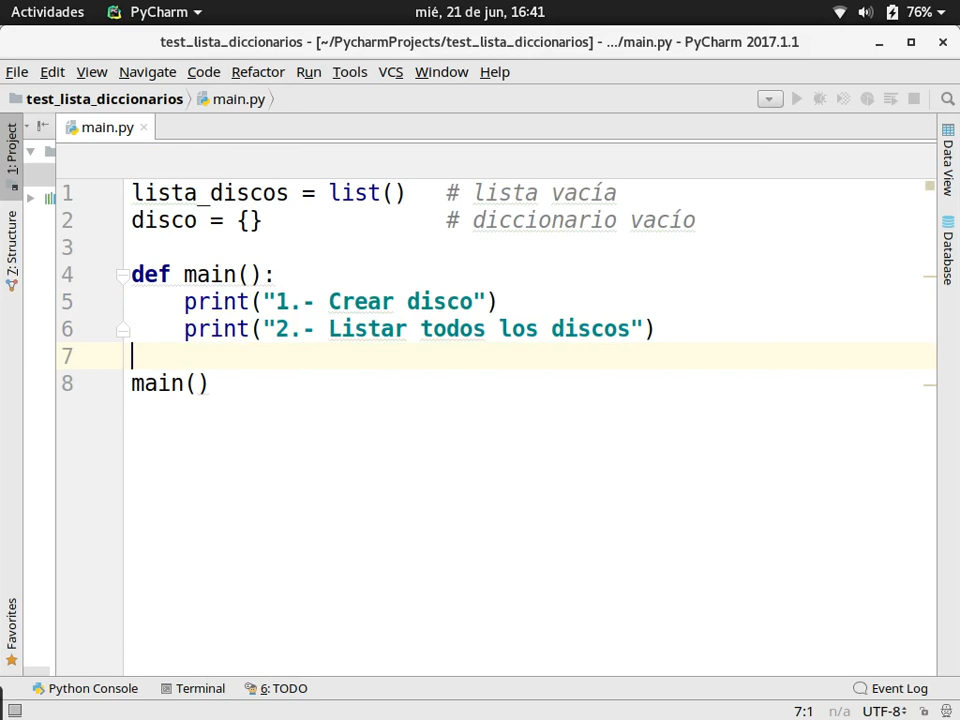 Actividades PyCharm mié, 21 de jun, 16:41 76%
test_lista_diccionarios - [~/PycharmProjects/test_lista_diccionarios] - .../main.py - PyCharm 2017.1.1
File Edit View Navigate Code Refactor Run Tools VCS Window Help
test_lista_diccionarios main.py
main.py
1: Project
7: Structure
Favorites
1 lista_discos = list() # lista vacía
2 disco = {} # diccionario vacío
3
4 def main():
5 print("1.- Crear disco")
6 print("2.- Listar todos los discos")
7
8 main()
Data View
Database
Python Console Terminal 6: TODO Event Log
7:1 n/a UTF-8